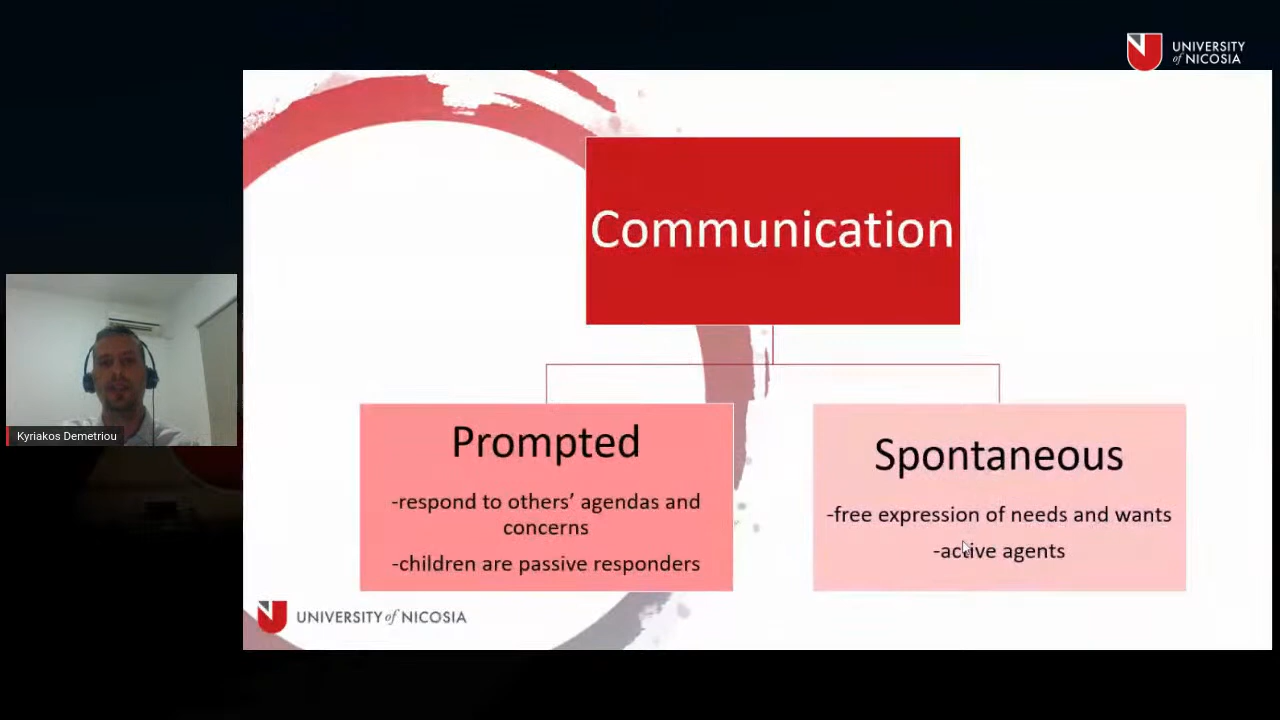 UNIVERSITY
of NICOSIA
Communication
Prompted
-respond to others’ agendas and
concerns
-children are passive responders
Spontaneous
-free expression of needs and wants
-active agents
Kyriakos Demetriou
UNIVERSITY of NICOSIA